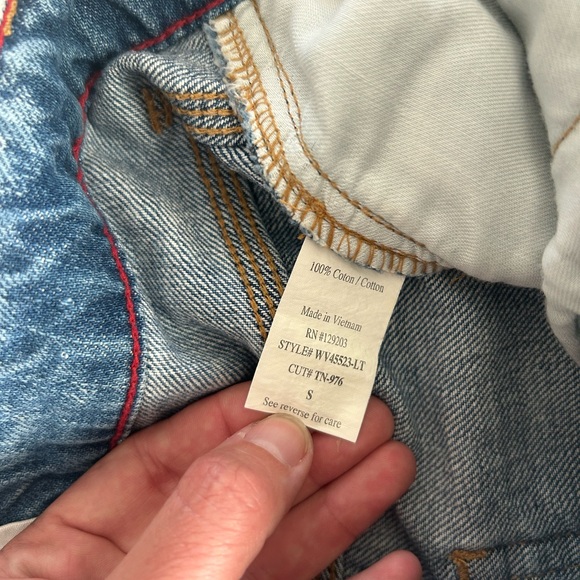 100% Coton / Cotton
Made in Vietnam
RN #129203
STYLE# WV45523-LT
CUT# TN-976
S
See reverse for care